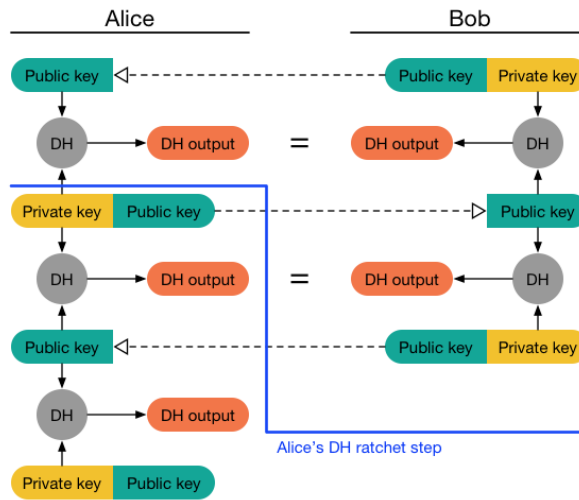 Alice Bob
Public key Public key Private key
DH DH output = DH output DH
Private key Public key Public key
DH DH output = DH output DH
Public key Public key Private key
DH DH output
Alice's DH ratchet step
Private key Public key